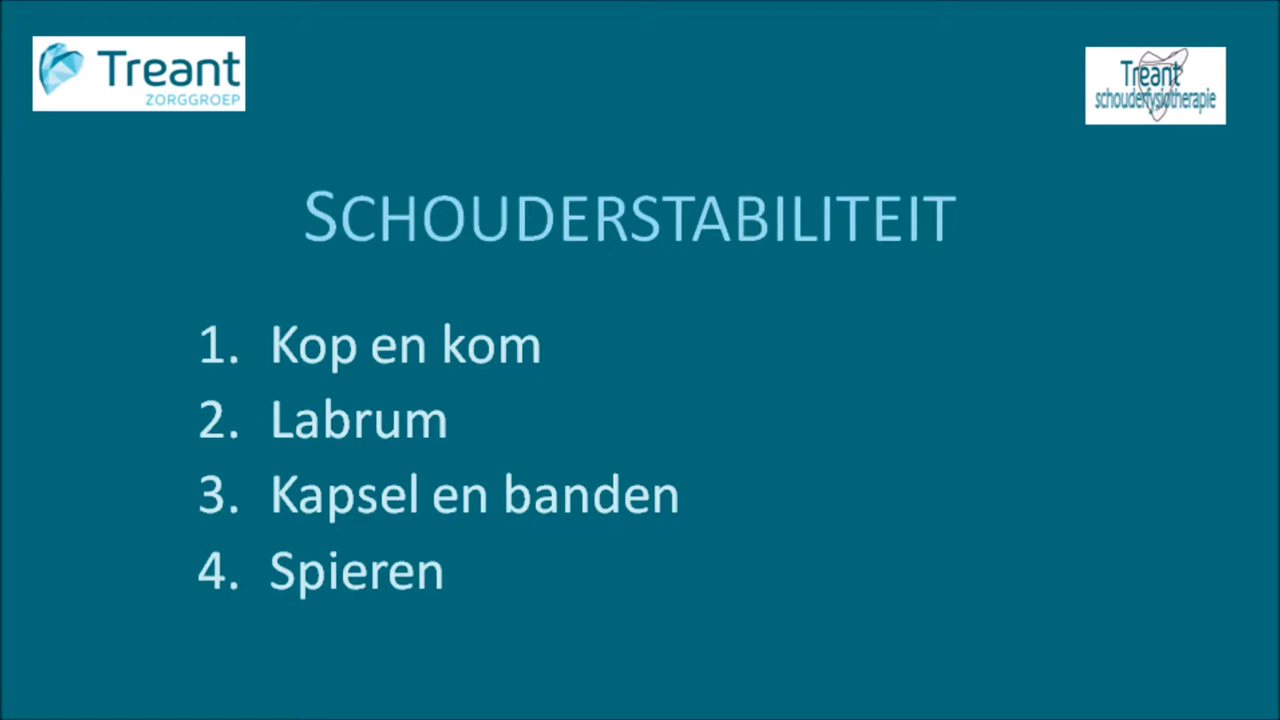 Treant
ZORGGROEP
Treant
schouderfysiotherapie
SCHOUDERSTABILITEIT
1. Kop en kom
2. Labrum
3. Kapsel en banden
4. Spieren